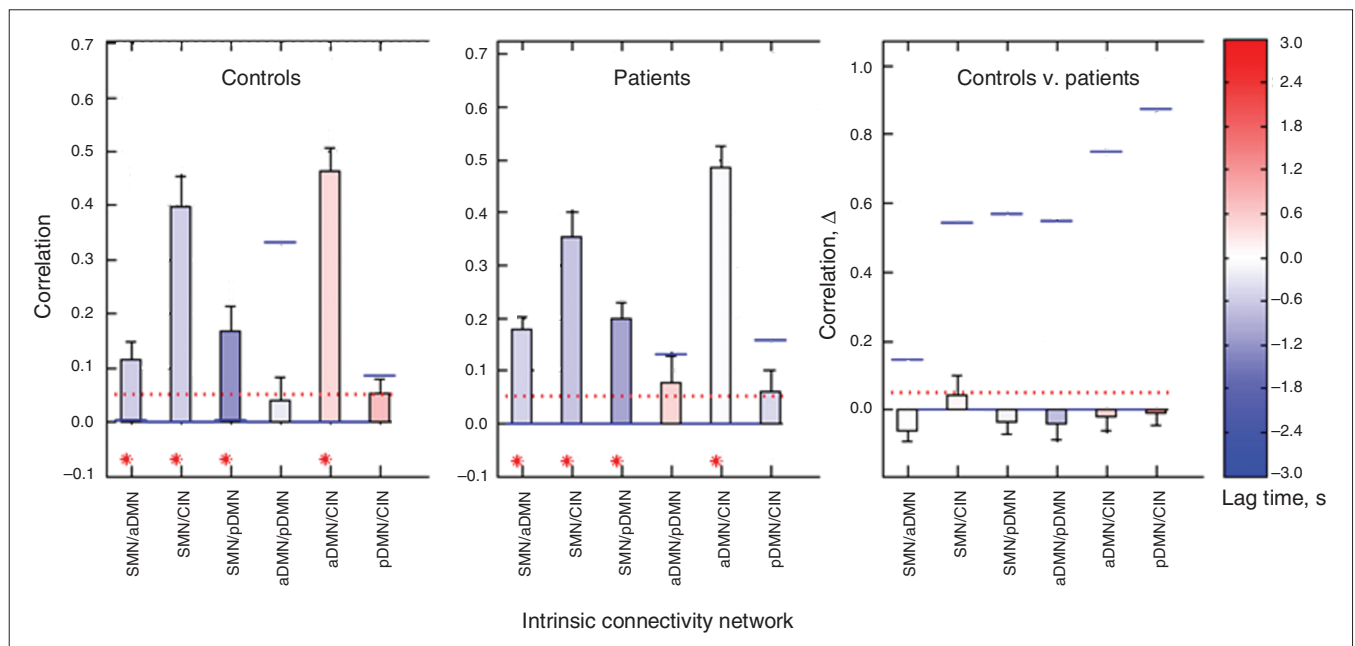 Controls
Patients
Controls v. patients
Correlation
0.7
0.6
0.5
0.4
0.3
0.2
0.1
0.0
–0.1
SMN/aDMN
SMN/CIN
SMN/pDMN
aDMN/pDMN
aDMN/CIN
pDMN/CIN
0.7
0.6
0.5
0.4
0.3
0.2
0.1
0.0
–0.1
SMN/aDMN
SMN/CIN
SMN/pDMN
aDMN/pDMN
aDMN/CIN
pDMN/CIN
Correlation, Δ
1.0
0.8
0.6
0.4
0.2
0.0
SMN/aDMN
SMN/CIN
SMN/pDMN
aDMN/pDMN
aDMN/CIN
pDMN/CIN
3.0
2.4
1.8
1.2
0.6
0.0
–0.6
–1.2
–1.8
–2.4
–3.0
Lag time, s
Intrinsic connectivity network